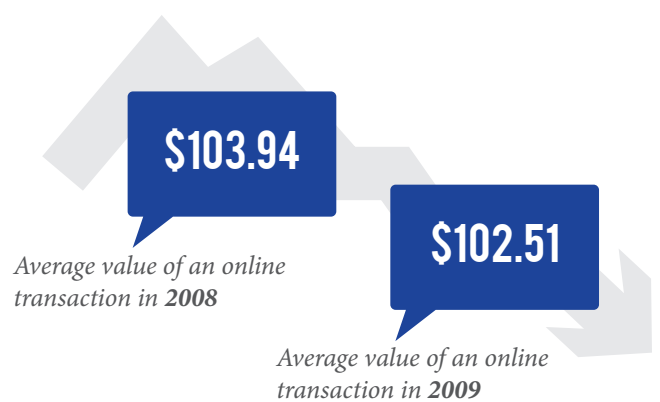 $103.94
Average value of an online
transaction in 2008
$102.51
Average value of an online
transaction in 2009